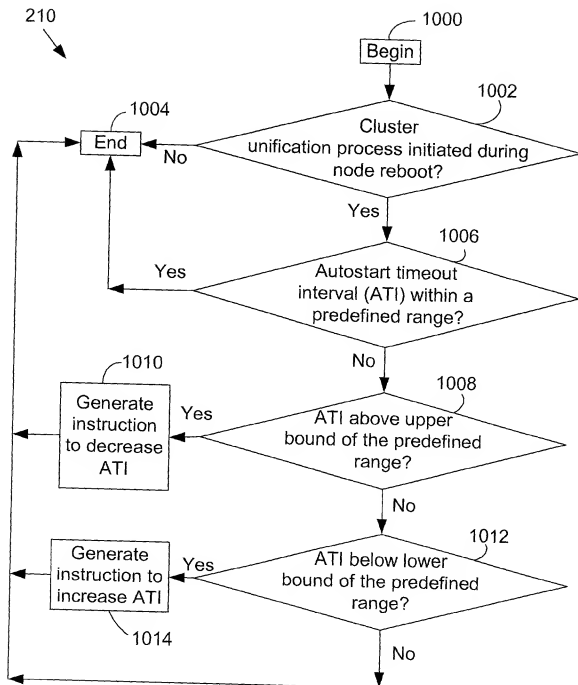 210
1000
Begin
1002
1004
End
No
Cluster
unification process initiated during
node reboot?
Yes
1006
Yes
Autostart timeout
interval (ATI) within a
predefined range?
No
1010
1008
Generate
instruction
to decrease
ATI
Yes
ATI above upper
bound of the predefined
range?
No
1012
Generate
instruction to
increase ATI
Yes
ATI below lower
bound of the predefined
range?
1014
No